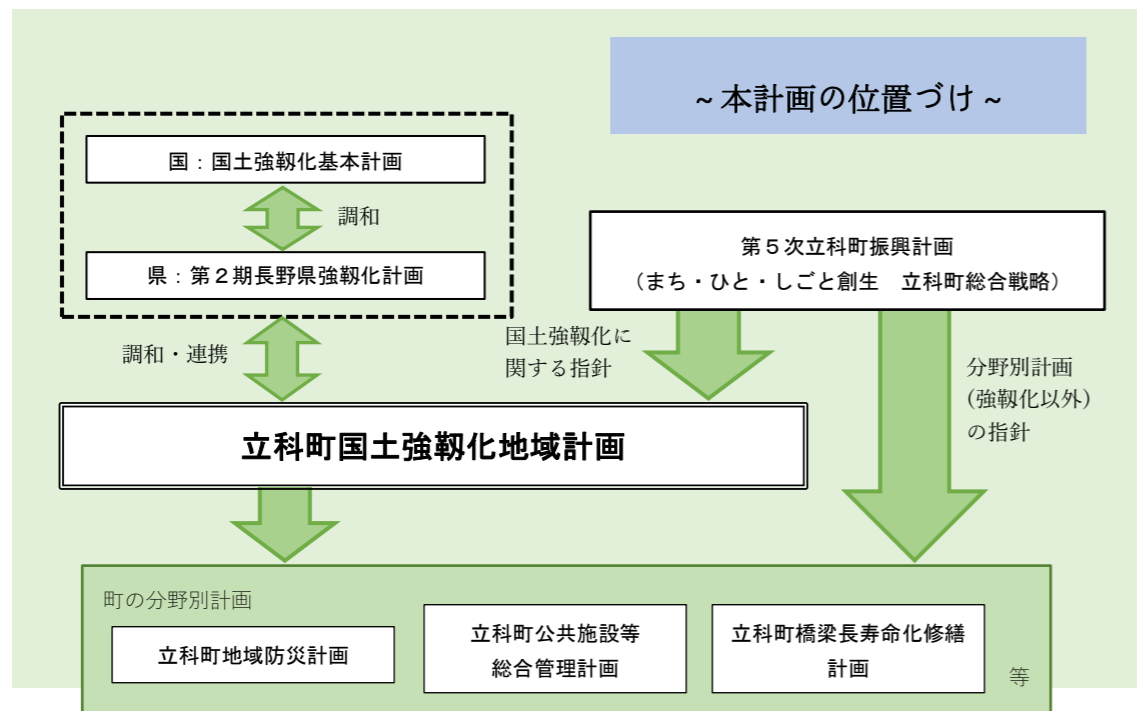 ~本計画の位置づけ~
国：国土強靱化基本計画
調和
県：第２期長野県強靱化計画
調和・連携
第５次立科町振興計画
（まち・ひと・しごと創生　立科町総合戦略）
国土強靱化に
関する指針
分野別計画
(強靱化以外)
の指針
立科町国土強靱化地域計画
町の分野別計画
立科町地域防災計画
立科町公共施設等
総合管理計画
立科町橋梁長寿命化修繕
計画
等